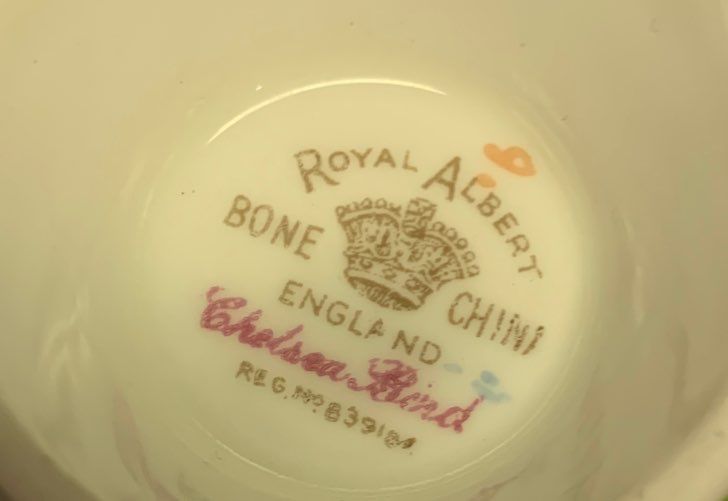 ROYAL ALBERT
BONE CHINA
ENGLAND
Chelsea Bird
REG. NO. 839184